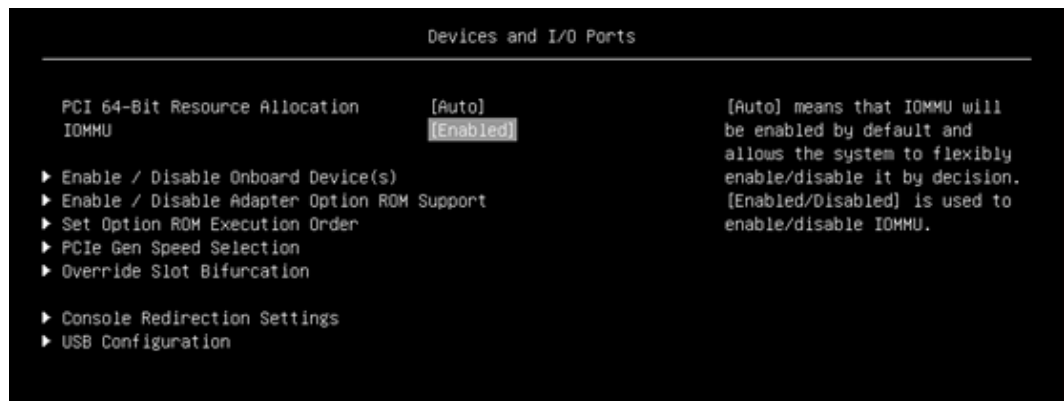 Devices and I/O Ports
PCI 64-Bit Resource Allocation [Auto]
IOMMU [Enabled]
▶ Enable / Disable Onboard Device(s)
▶ Enable / Disable Adapter Option ROM Support
▶ Set Option ROM Execution Order
▶ PCIe Gen Speed Selection
▶ Override Slot Bifurcation
▶ Console Redirection Settings
▶ USB Configuration
[Auto] means that IOMMU will
be enabled by default and
allows the system to flexibly
enable/disable it by decision.
[Enabled/Disabled] is used to
enable/disable IOMMU.